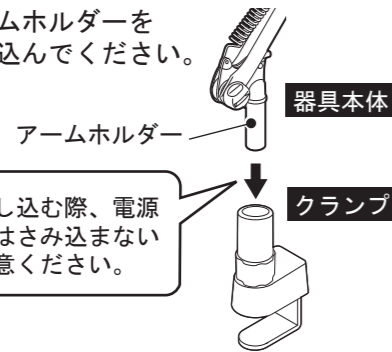 ムホルダーを
込んでください。
器具本体
アームホルダー
し込む際、電源
はさみ込まない
意ください。
クランプ